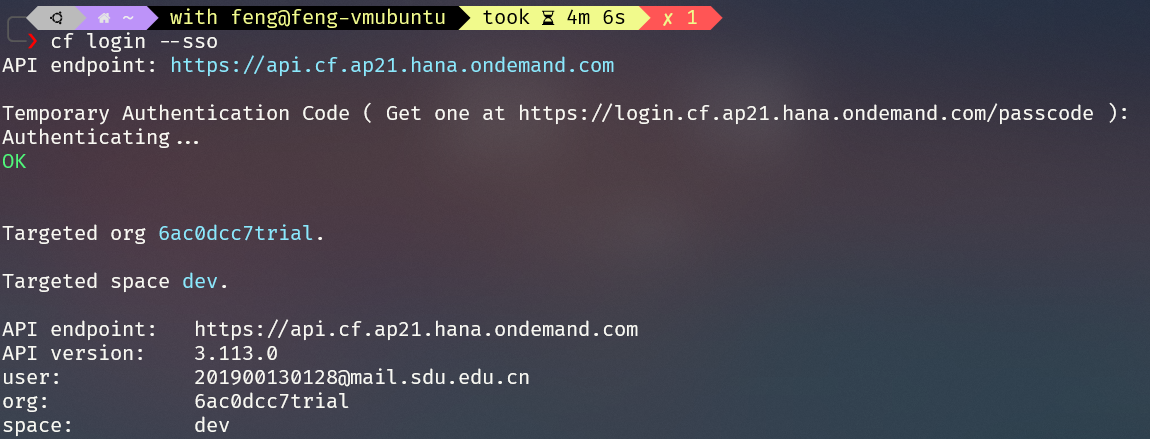 ~ with feng@feng-vmubuntu took 4m 6s ✗ 1
❯ cf login --sso
API endpoint: https://api.cf.ap21.hana.ondemand.com
Temporary Authentication Code ( Get one at https://login.cf.ap21.hana.ondemand.com/passcode ):
Authenticating...
OK
Targeted org 6ac0dcc7trial.
Targeted space dev.
API endpoint: https://api.cf.ap21.hana.ondemand.com
API version: 3.113.0
user: 201900130128@mail.sdu.edu.cn
org: 6ac0dcc7trial
space: dev